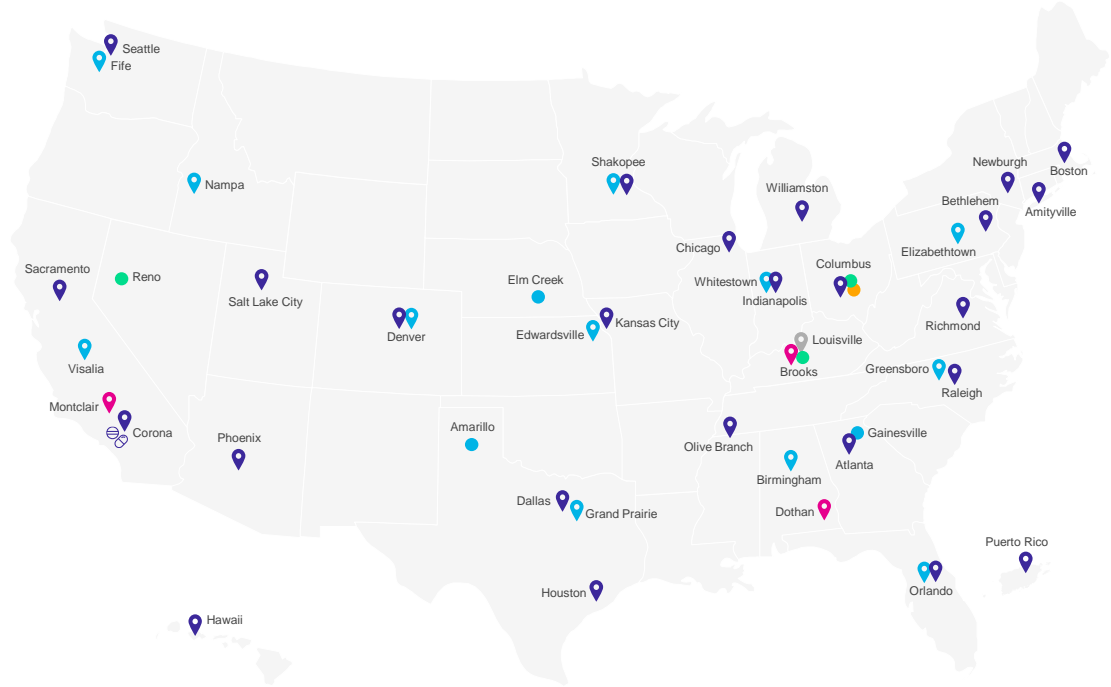 Seattle
Fife
Shakopee
Newburgh
Boston
Nampa
Williamston
Bethlehem
Amityville
Chicago
Elizabethtown
Sacramento
Reno
Columbus
Elm Creek
Whitestown
Salt Lake City
Indianapolis
Kansas City
Richmond
Edwardsville
Denver
Louisville
Visalia
Brooks
Greensboro
Raleigh
Montclair
Corona
Amarillo
Gainesville
Phoenix
Olive Branch
Atlanta
Birmingham
Dallas
Grand Prairie
Dothan
Puerto Rico
Houston
Orlando
Hawaii